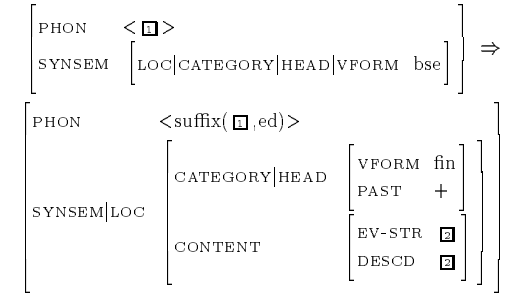 PHON < 1 >
SYNSEM [LOC|CATEGORY|HEAD|VFORM bse] ⇒
PHON <suffix( 1 ,ed)>
SYNSEM|LOC
CATEGORY|HEAD
VFORM fin
PAST +
CONTENT
EV-STR 2
DESCD 2